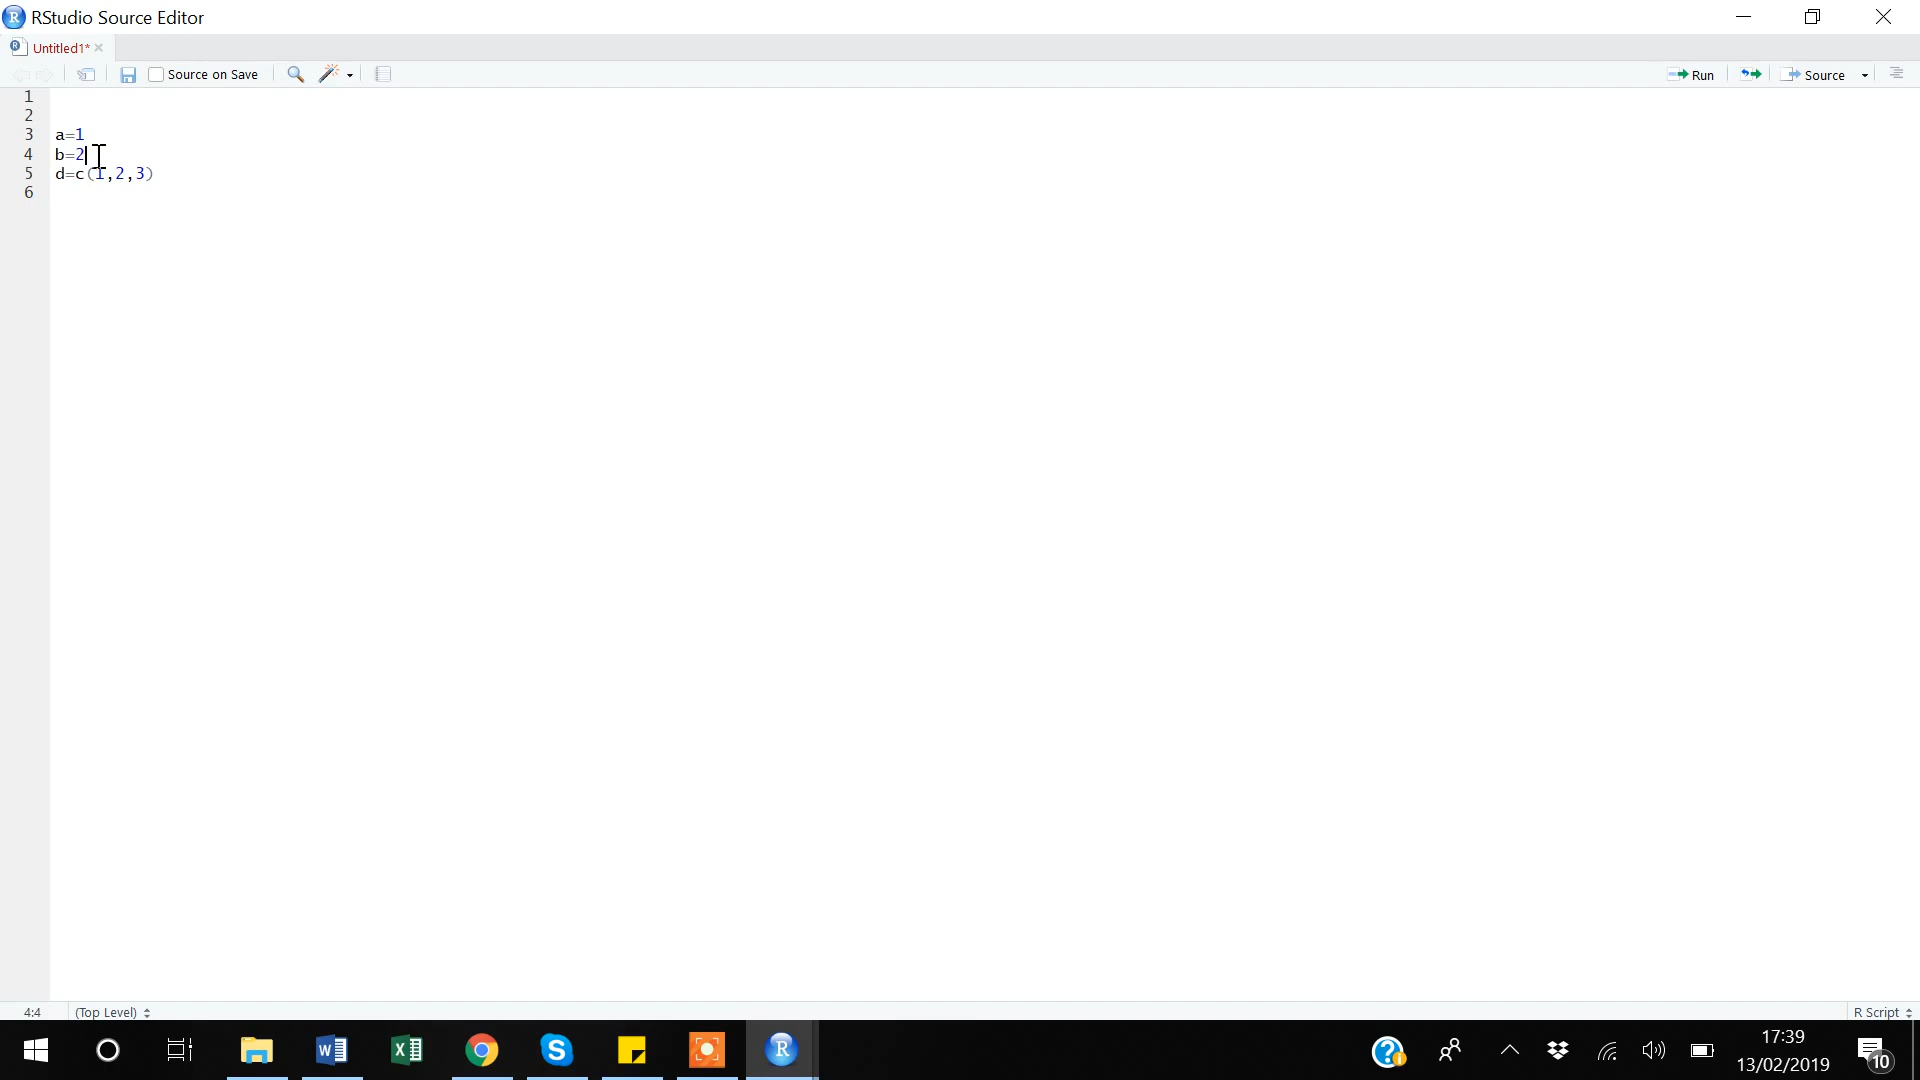 RStudio Source Editor
Untitled1*
Source on Save
Run
Source
1
2
3 a=1
4 b=2
5 d=c(1,2,3)
6
4:4 (Top Level) R Script
17:39
13/02/2019
10